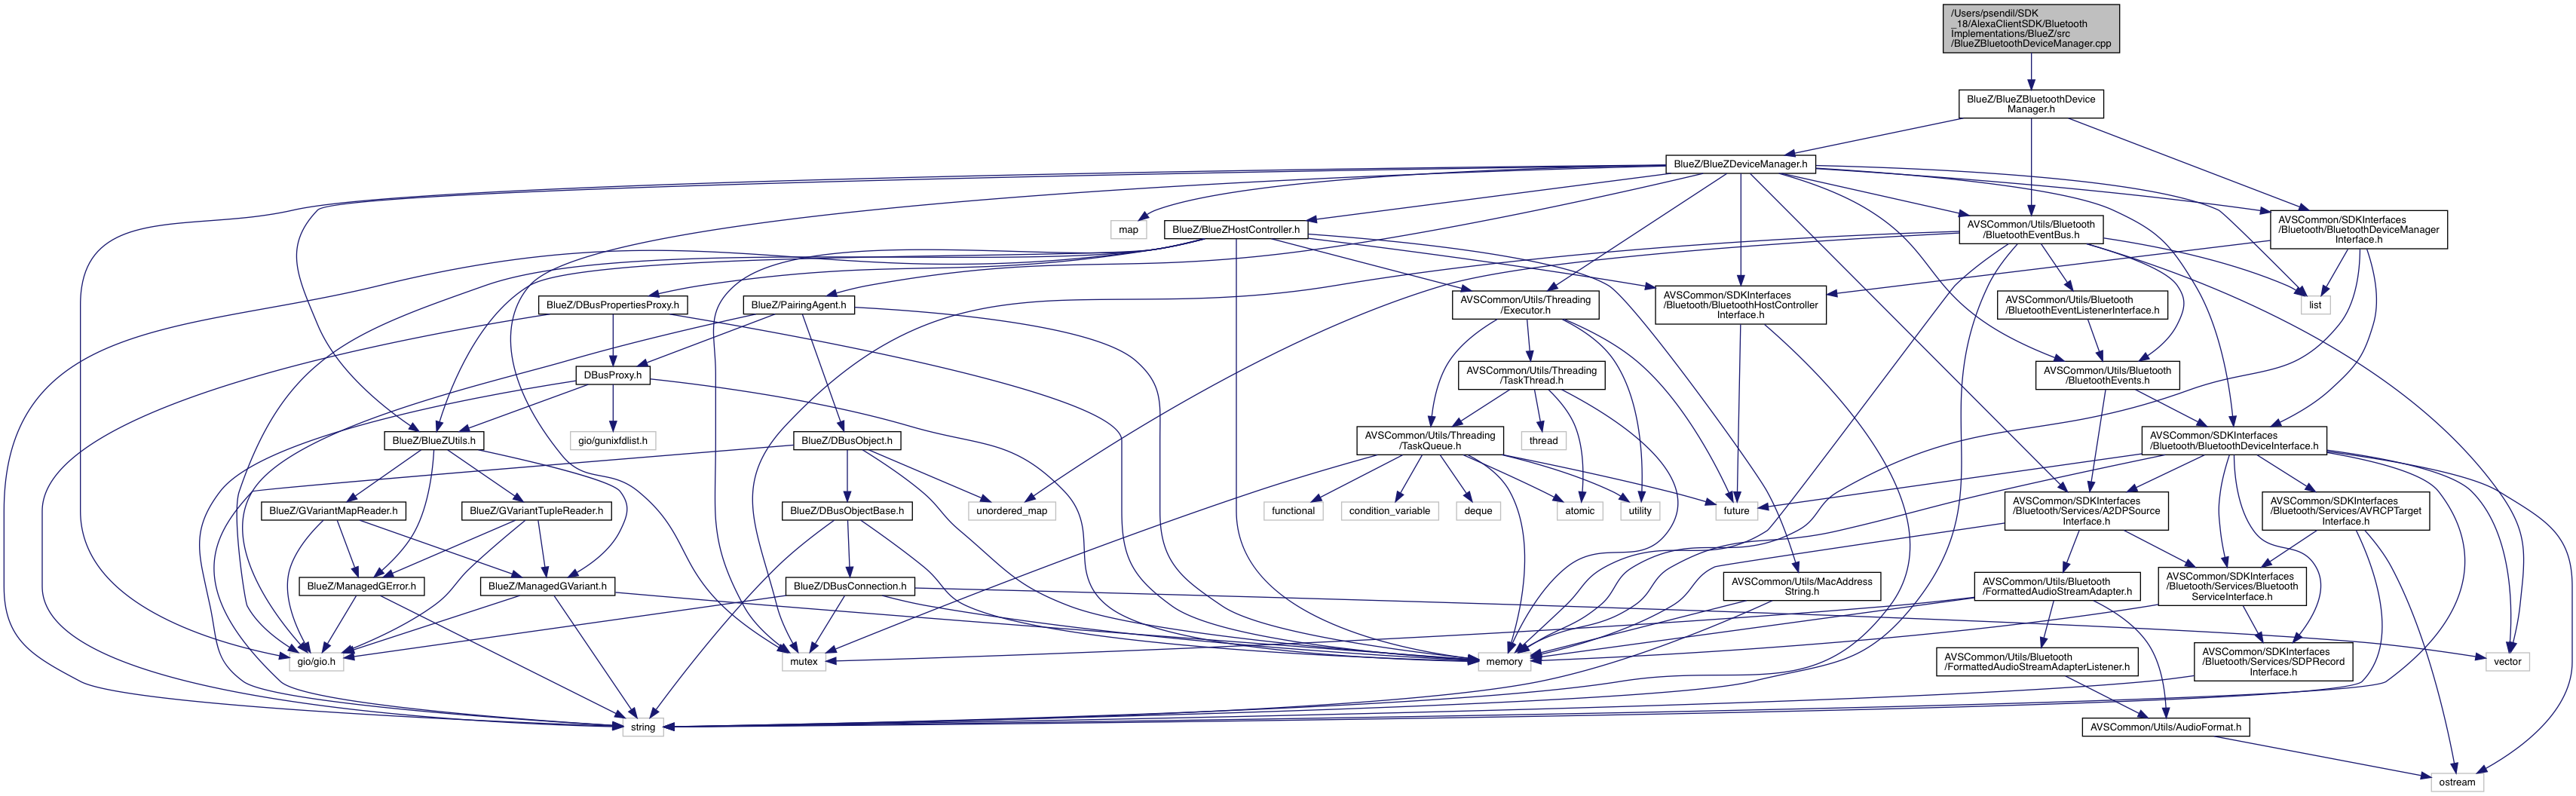 /Users/psendil/SDK
_18/AlexaClientSDK/Bluetooth
Implementations/BlueZ/src
/BlueZBluetoothDeviceManager.cpp
BlueZ/BlueZBluetoothDevice
Manager.h
BlueZ/BlueZDeviceManager.h
map
BlueZ/BlueZHostController.h
AVSCommon/Utils/Bluetooth
/BluetoothEventBus.h
AVSCommon/SDKInterfaces
/Bluetooth/BluetoothDeviceManager
Interface.h
BlueZ/DBusPropertiesProxy.h
BlueZ/PairingAgent.h
AVSCommon/Utils/Threading
/Executor.h
AVSCommon/SDKInterfaces
/Bluetooth/BluetoothHostController
Interface.h
AVSCommon/Utils/Bluetooth
/BluetoothEventListenerInterface.h
list
DBusProxy.h
AVSCommon/Utils/Threading
/TaskThread.h
AVSCommon/Utils/Bluetooth
/BluetoothEvents.h
BlueZ/BlueZUtils.h
gio/gunixfdlist.h
BlueZ/DBusObject.h
AVSCommon/Utils/Threading
/TaskQueue.h
thread
AVSCommon/SDKInterfaces
/Bluetooth/BluetoothDeviceInterface.h
BlueZ/GVariantMapReader.h
BlueZ/GVariantTupleReader.h
BlueZ/DBusObjectBase.h
unordered_map
functional
condition_variable
deque
atomic
utility
future
AVSCommon/SDKInterfaces
/Bluetooth/Services/A2DPSource
Interface.h
AVSCommon/SDKInterfaces
/Bluetooth/Services/AVRCPTarget
Interface.h
BlueZ/ManagedGError.h
BlueZ/ManagedGVariant.h
BlueZ/DBusConnection.h
AVSCommon/Utils/MacAddress
String.h
AVSCommon/Utils/Bluetooth
/FormattedAudioStreamAdapter.h
AVSCommon/SDKInterfaces
/Bluetooth/Services/Bluetooth
ServiceInterface.h
gio/gio.h
mutex
memory
AVSCommon/Utils/Bluetooth
/FormattedAudioStreamAdapterListener.h
AVSCommon/SDKInterfaces
/Bluetooth/Services/SDPRecord
Interface.h
vector
string
AVSCommon/Utils/AudioFormat.h
ostream